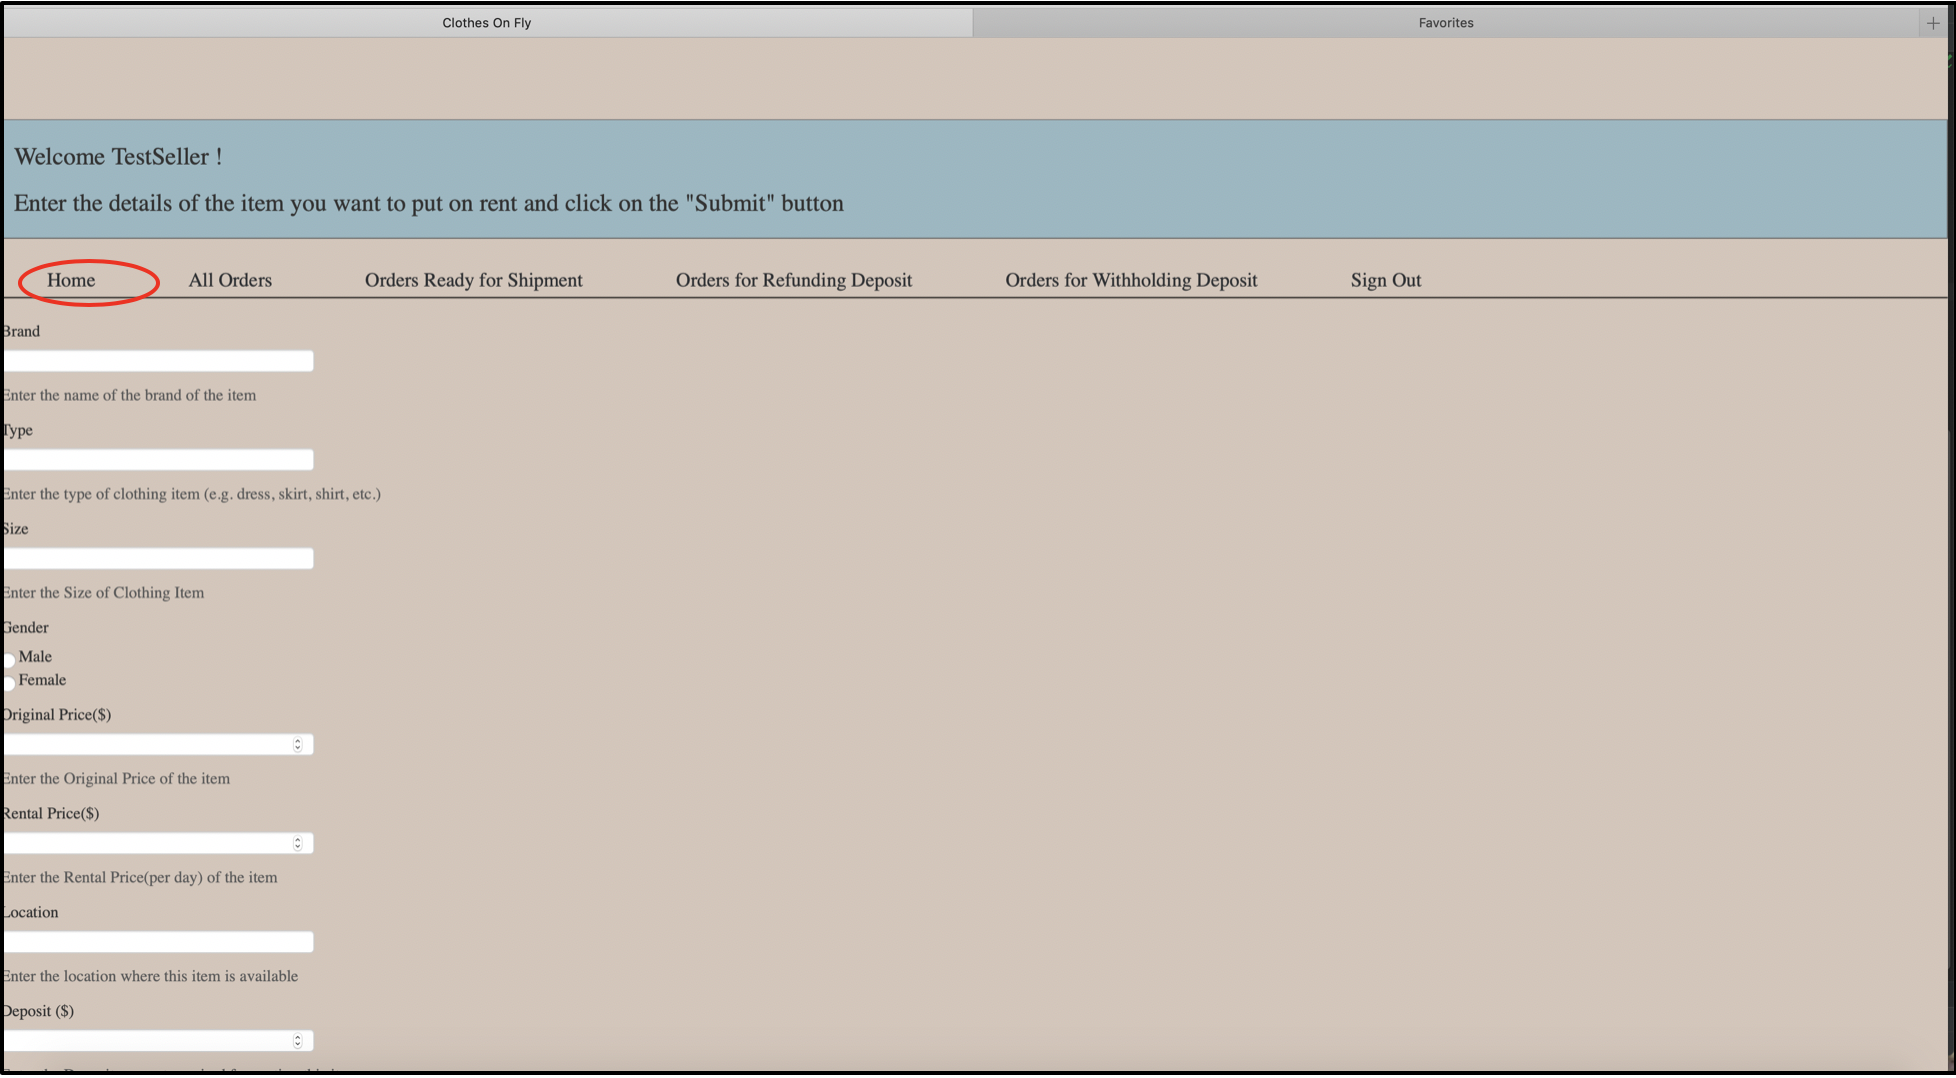 Clothes On Fly
Favorites
Welcome TestSeller !
Enter the details of the item you want to put on rent and click on the "Submit" button
Home
All Orders
Orders Ready for Shipment
Orders for Refunding Deposit
Orders for Withholding Deposit
Sign Out
Brand
Enter the name of the brand of the item
Type
Enter the type of clothing item (e.g. dress, skirt, shirt, etc.)
Size
Enter the Size of Clothing Item
Gender
Male
Female
Original Price($)
Enter the Original Price of the item
Rental Price($)
Enter the Rental Price(per day) of the item
Location
Enter the location where this item is available
Deposit ($)